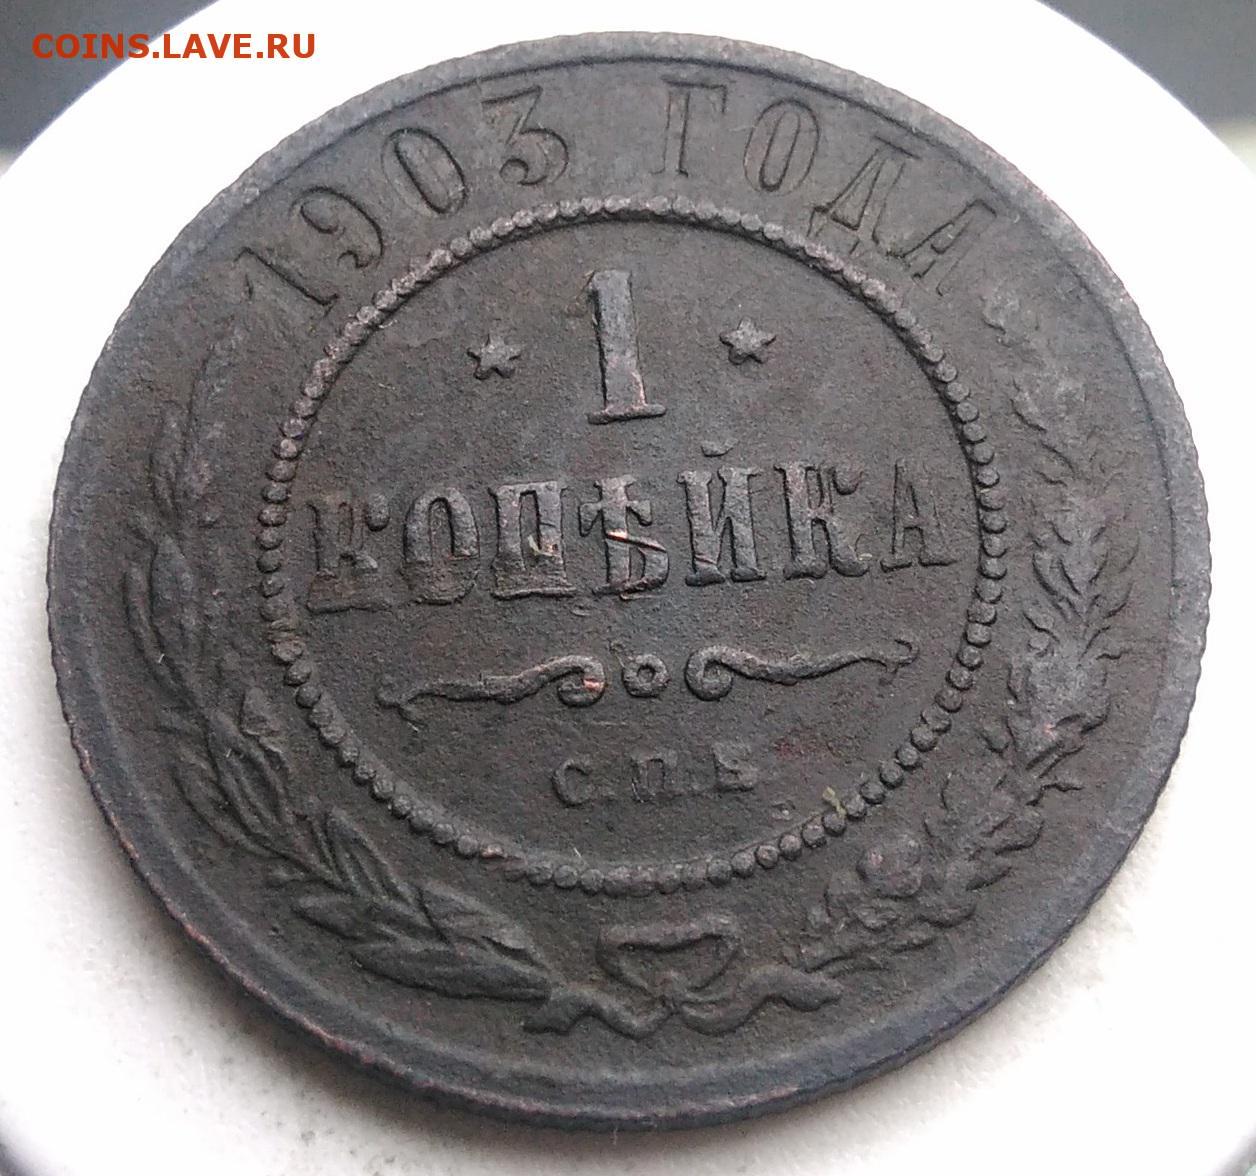 COINS.LAVE.RU
1903 ГОДА
1
КОПѢЙКА
С.П.Б.